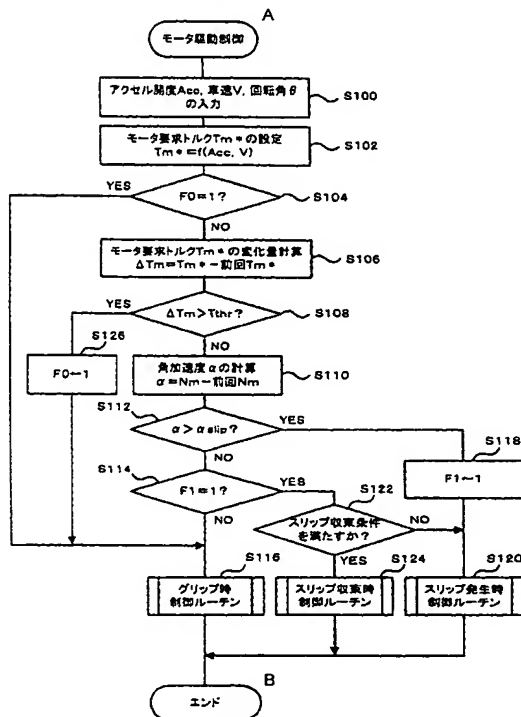 A
モータ駆動制御
アクセル開度Acc, 車速V, 回転角θ
の入力
S100
モータ要求トルクTm*の設定
Tm*=f(Acc, V)
S102
YES
F0=1?
S104
NO
モータ要求トルクTm*の変化量計算
ΔTm=Tm*-前回Tm*
S106
YES
ΔTm>Tthr?
S108
S126
NO
F0←1
角加速度αの計算
α=Nm-前回Nm
S110
S112
α>αslip?
YES
S118
S114
NO
F1←1
F1=1?
YES
S122
NO
スリップ収束条件
を満たすか?
NO
S116
YES
S124
S120
グリップ時
制御ルーチン
スリップ収束時
制御ルーチン
スリップ発生時
制御ルーチン
B
エンド